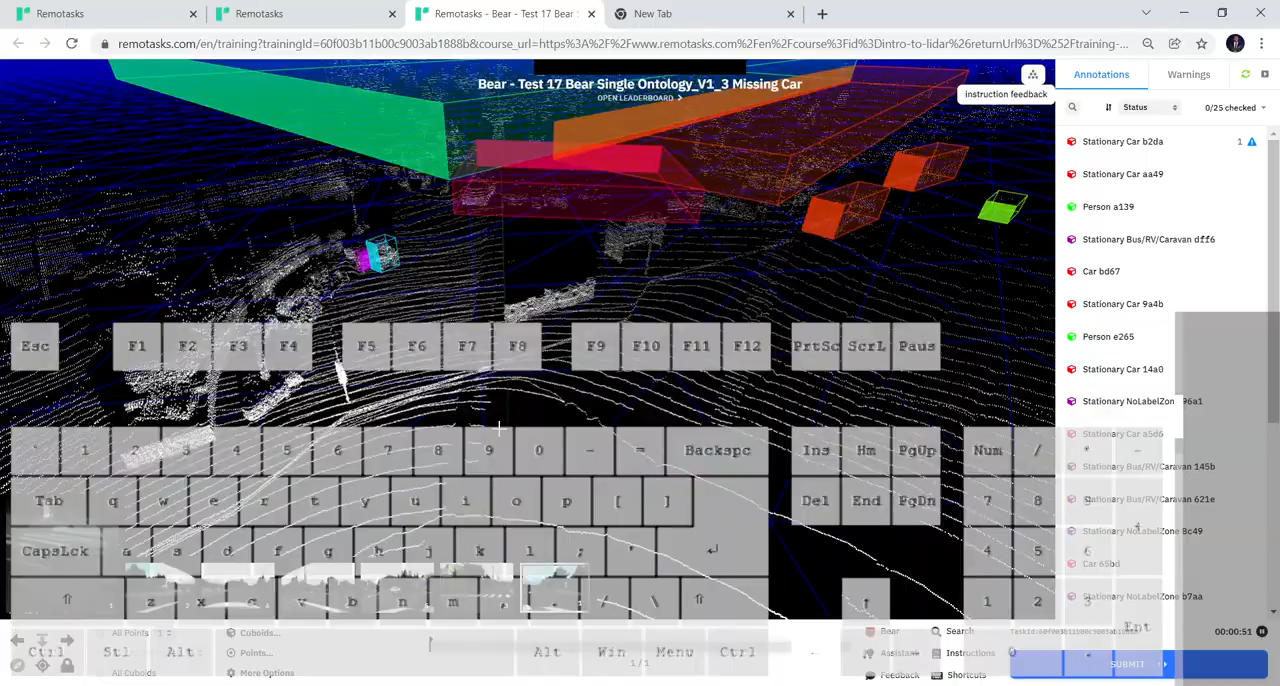 Remotasks
Remotasks
Remotasks - Bear - Test 17 Bear
New Tab
remotasks.com/en/training?trainingId=60f003b11b00c9003ab1888b&course_url=https%3A%2F%2Fwww.remotasks.com%2Fen%2Fcourse%3Fid%3Dintro-to-lidar%26returnUrl%3D%252Ftraining-...
Bear - Test 17 Bear Single Ontology_V1_3 Missing Car
OPEN LEADERBOARD
instruction feedback
Annotations
Warnings
Status
0/25 checked
Stationary Car b2da
1
Stationary Car aa49
Person a139
Stationary Bus/RV/Caravan dff6
Car bd67
Stationary Car 9a4b
Person e265
Stationary Car 14a0
Stationary NoLabelZon 96a1
Stationary Car a5d6
Stationary Bus/RV/Caravan 145b
Stationary Bus/RV/Caravan 621e
Stationary NoLabelZone 8c49
Car 65bd
Stationary NoLabelZone b7aa
Esc F1 F2 F3 F4 F5 F6 F7 F8 F9 F10 F11 F12 PrtSc ScrL Paus
` 1 2 3 4 5 6 7 8 9 0 - = Backspc Ins Hm PgUp Num / * -
Tab q w e r t y u i o p [ ] Del End PgDn 7 8 9 +
CapsLck a s d f g h j k l ; ' ↵ 4 5 6
⇧ z x c v b n m , . / \ ⇧ ↑ 1 2 3 Ent
Ctrl Stl Alt Alt Win Menu Ctrl 0 .
All Points 1
All Cuboids
Cuboids...
Points...
More Options
1 / 1
Bear
Assistant
Feedback
Search
Instructions
Shortcuts
00:00:51
SUBMIT